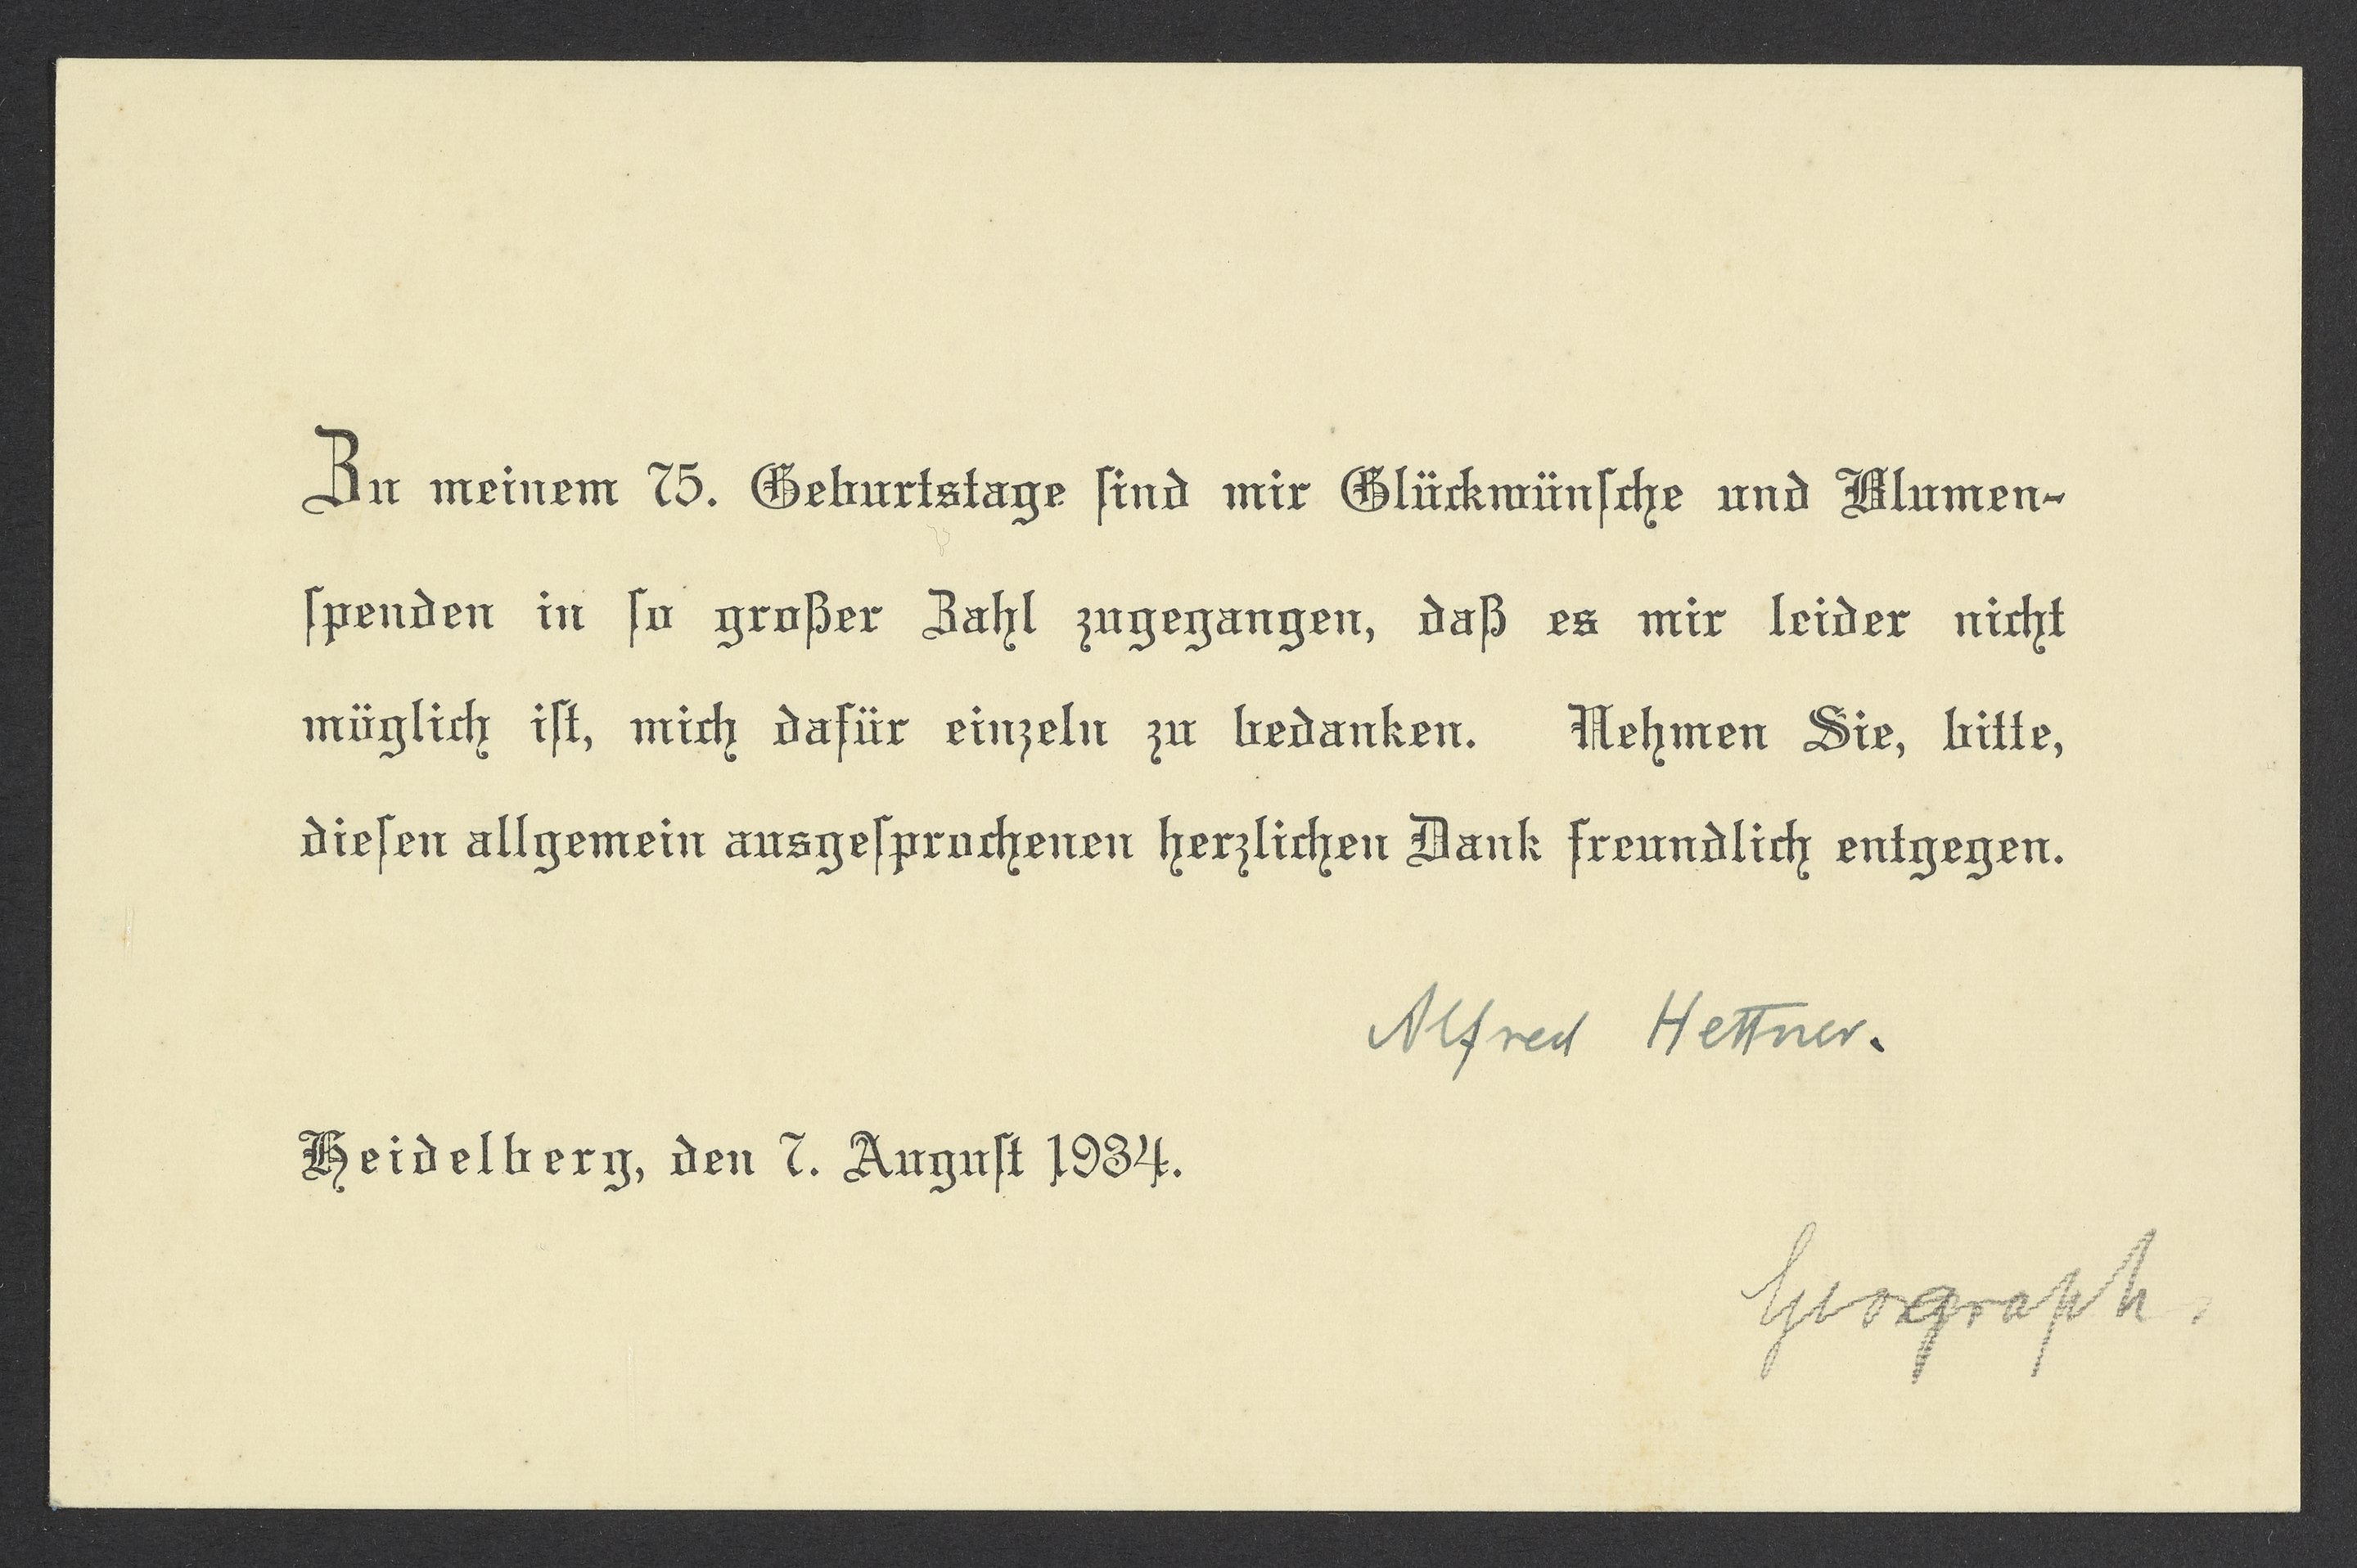 Zu meinem 75. Geburtstage sind mir Glückwünsche und Blumen-
spenden in so großer Zahl zugegangen, daß es mir leider nicht
möglich ist, mich dafür einzeln zu bedanken. Nehmen Sie, bitte,
diesen allgemein ausgesprochenen herzlichen Dank freundlich entgegen.
Alfred Hettner.
Heidelberg, den 7. August 1934.
Geograph.